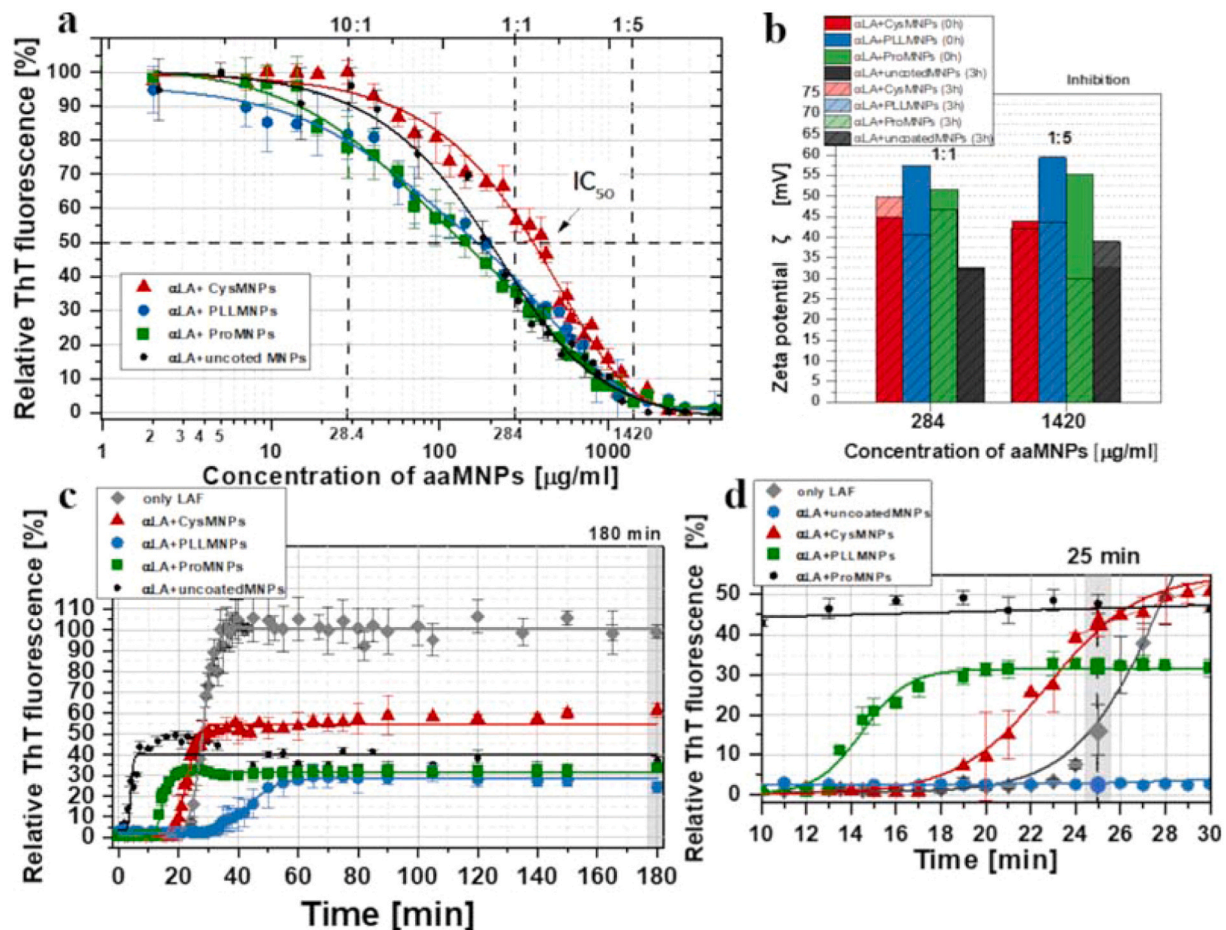 a
10:1 1:1 1:5
Relative ThT fluorescence [%]
110
100
90
80
70
60
50
40
30
20
10
0
IC50
αLA+ CysMNPs
αLA+ PLLMNPs
αLA+ ProMNPs
αLA+uncoted MNPs
2 3 4 5 28.4 284 1420
1 10 100 1000
Concentration of aaMNPs [μg/ml]
b
αLA+CysMNPs (0h)
αLA+PLLMNPs (0h)
αLA+ProMNPs (0h)
αLA+uncotedMNPs (3h)
αLA+CysMNPs (3h)
αLA+PLLMNPs (3h)
αLA+ProMNPs (3h)
αLA+uncotedMNPs (3h)
Inhibition
1:1 1:5
Zeta potential ζ [mV]
75
70
65
60
55
50
45
40
35
30
25
20
15
10
5
0
284 1420
Concentration of aaMNPs [μg/ml]
c
only LAF
αLA+CysMNPs
αLA+PLLMNPs
αLA+ProMNPs
αLA+uncoatedMNPs
180 min
Relative ThT fluorescence [%]
110
100
90
80
70
60
50
40
30
20
10
0
0 20 40 60 80 100 120 140 160 180
Time [min]
d
only LAF
αLA+uncoatedMNPs
αLA+CysMNPs
αLA+PLLMNPs
αLA+ProMNPs
25 min
Relative ThT fluorescence [%]
50
40
30
20
10
0
10 12 14 16 18 20 22 24 26 28 30
Time [min]